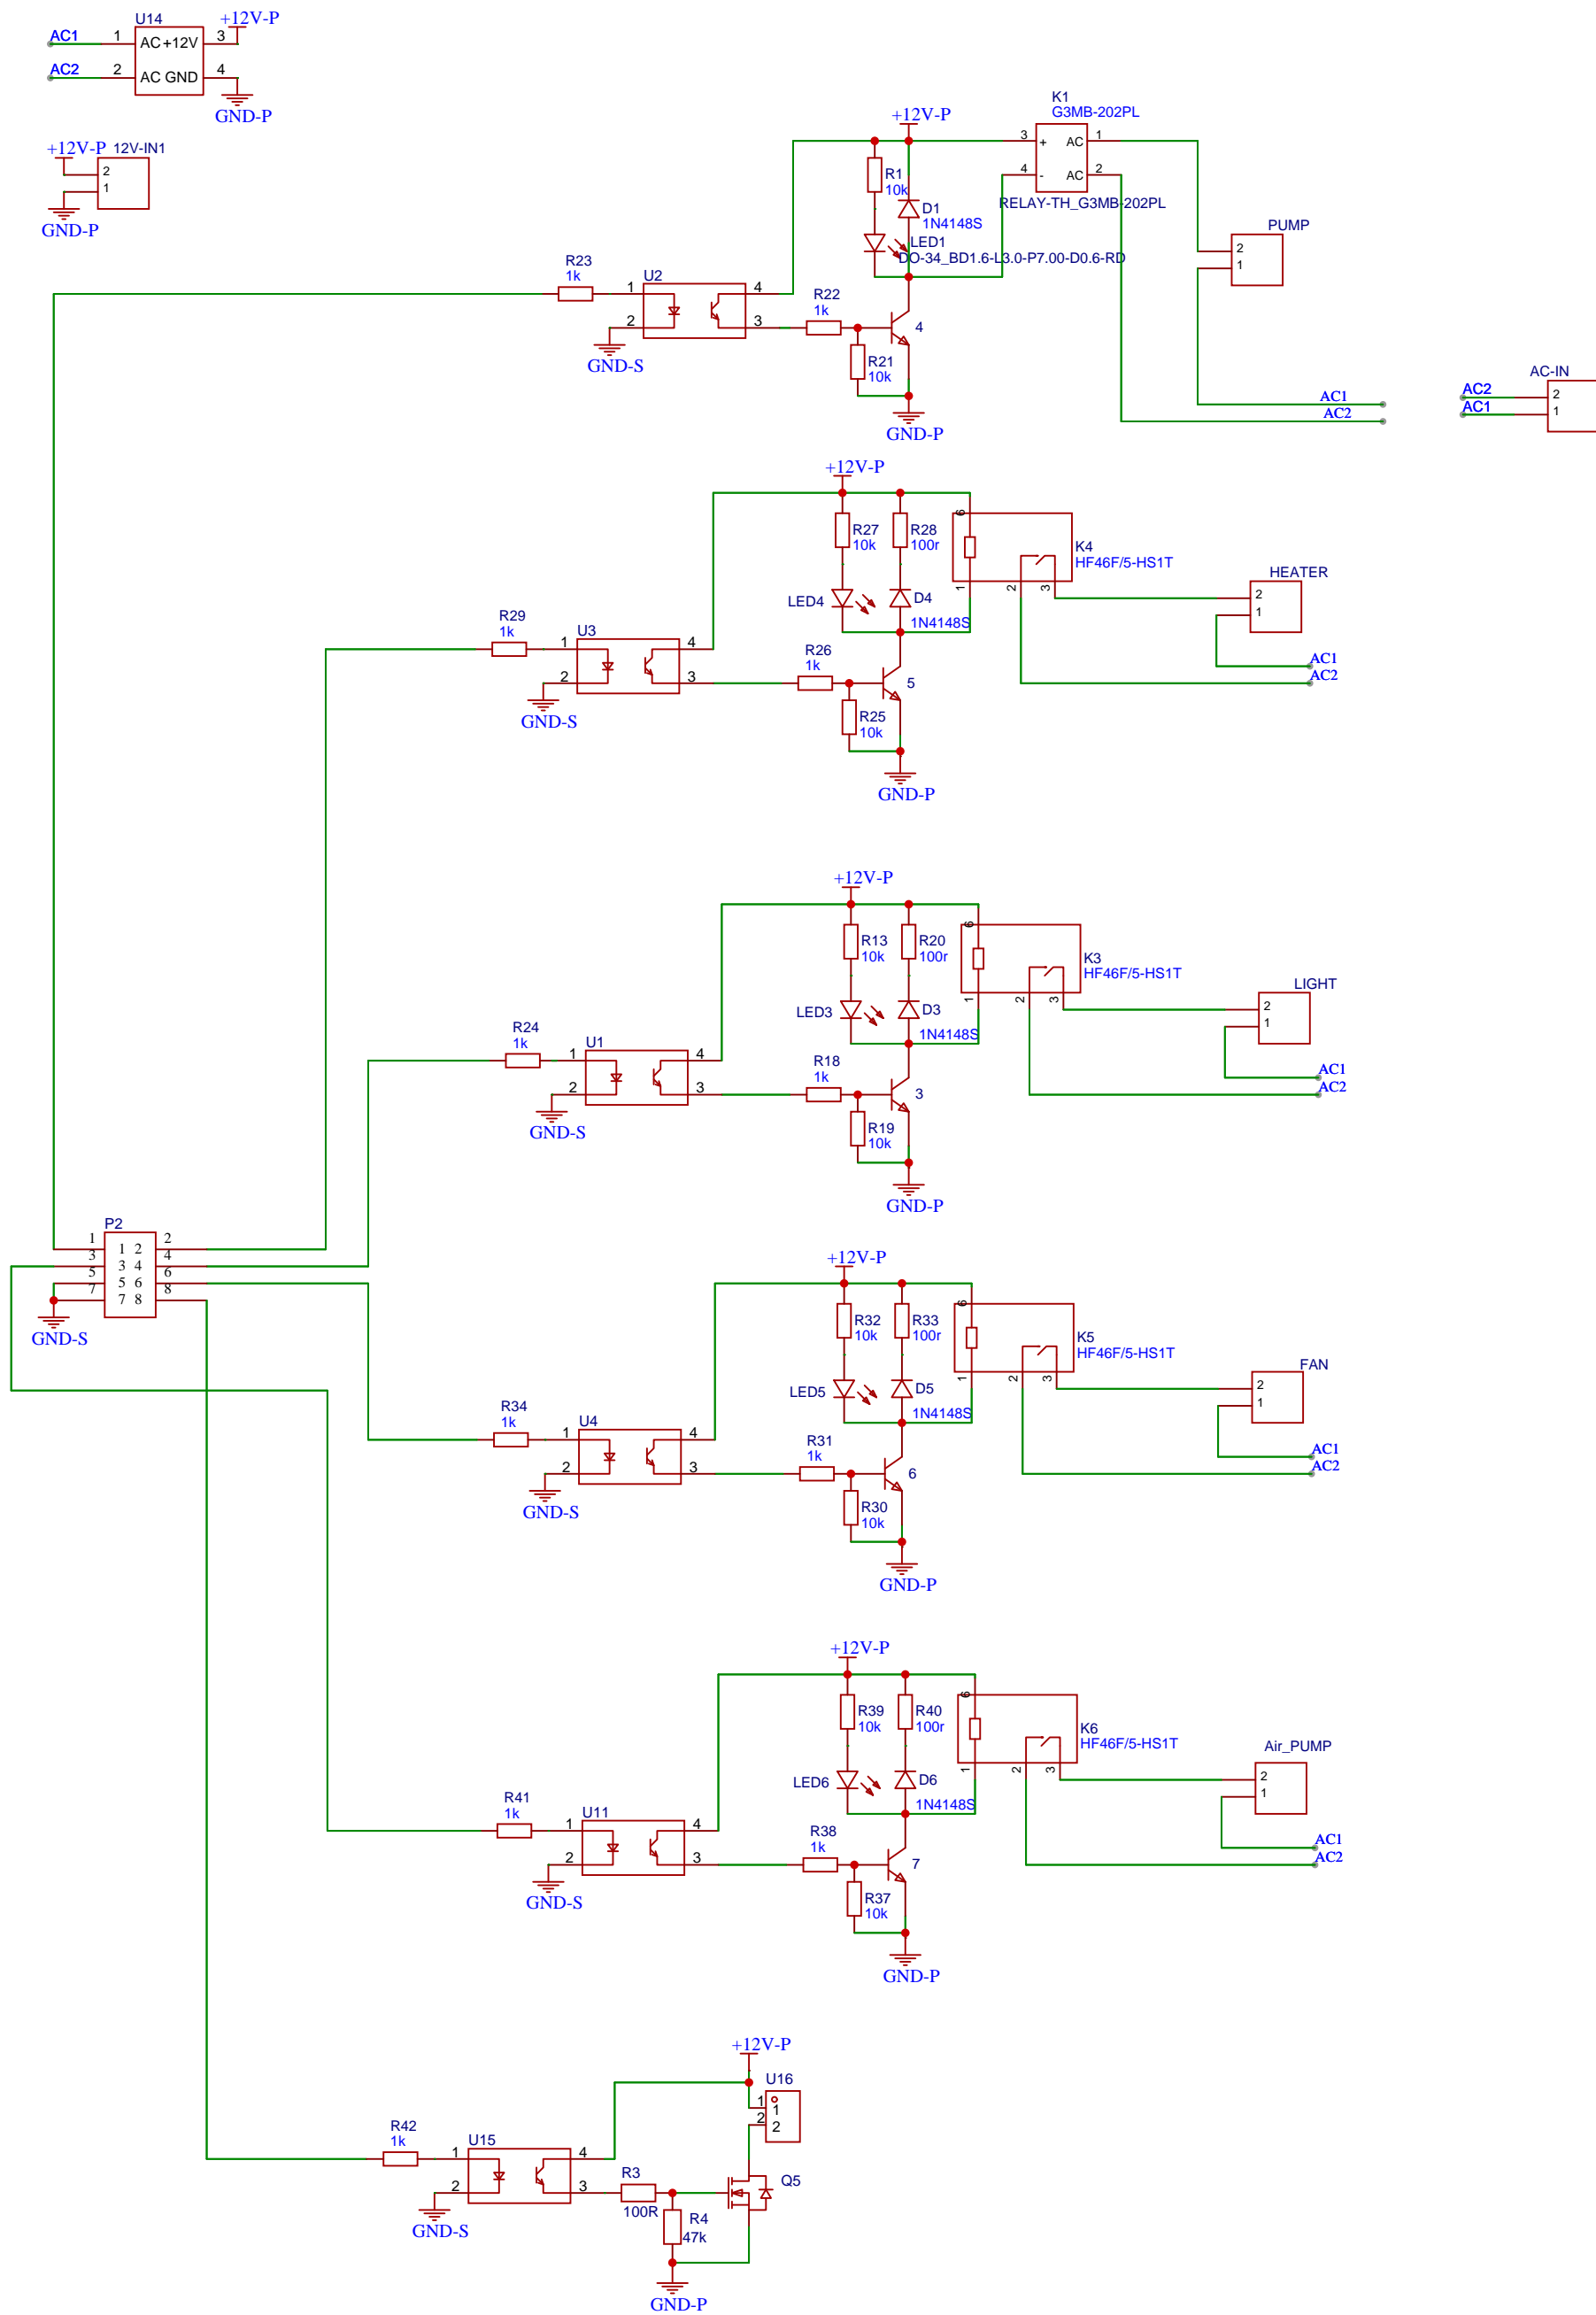 U14
+12V-P
AC1
1
AC +12V
3
AC2
2
AC GND
4
GND-P
+12V-P
12V-IN1
2
1
GND-P
K1
G3MB-202PL
+12V-P
3
+
AC
1
4
-
AC
2
R1
10k
RELAY-TH_G3MB-202PL
D1
1N4148S
LED1
DO-34_BD1.6-L3.0-P7.00-D0.6-RD
PUMP
2
1
R23
1k
U2
1
4
2
3
GND-S
R22
1k
4
R21
10k
GND-P
AC1
AC2
AC-IN
AC2
2
AC1
1
+12V-P
R27
10k
R28
100r
6
K4
HF46F/5-HS1T
1
2
3
HEATER
2
1
LED4
D4
1N4148S
R29
1k
U3
1
4
2
3
GND-S
R26
1k
5
R25
10k
GND-P
AC1
AC2
+12V-P
R13
10k
R20
100r
6
K3
HF46F/5-HS1T
1
2
3
LIGHT
2
1
LED3
D3
1N4148S
R24
1k
U1
1
4
2
3
GND-S
R18
1k
3
R19
10k
GND-P
AC1
AC2
P2
1
1 2
2
3
3 4
4
5
5 6
6
7
7 8
8
GND-S
+12V-P
R32
10k
R33
100r
6
K5
HF46F/5-HS1T
1
2
3
FAN
2
1
LED5
D5
1N4148S
R34
1k
U4
1
4
2
3
GND-S
R31
1k
6
R30
10k
GND-P
AC1
AC2
+12V-P
R39
10k
R40
100r
6
K6
HF46F/5-HS1T
1
2
3
Air_PUMP
2
1
LED6
D6
1N4148S
R41
1k
U11
1
4
2
3
GND-S
R38
1k
7
R37
10k
GND-P
AC1
AC2
+12V-P
U16
1
1
2
2
R42
1k
U15
1
4
2
3
GND-S
R3
100R
Q5
R4
47k
GND-P